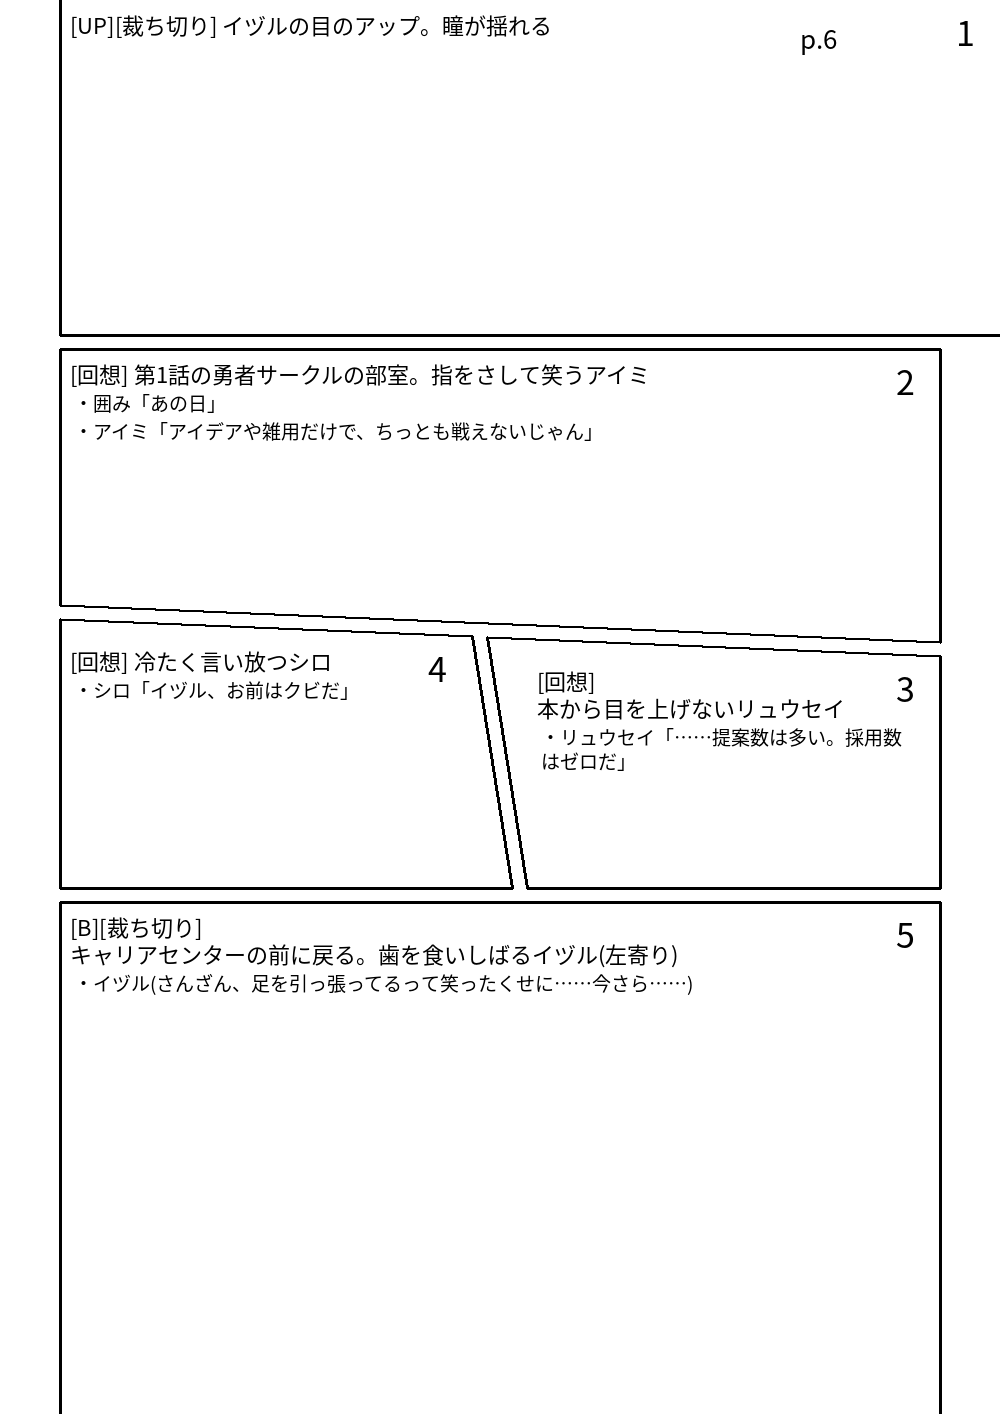 [UP][裁ち切り] イヅルの目のアップ。瞳が揺れる
p.6
1
[回想] 第1話の勇者サークルの部室。指をさして笑うアイミ
2
・囲み「あの日」
・アイミ「アイデアや雑用だけで、ちっとも戦えないじゃん」
[回想]
3
本から目を上げないリュウセイ
・リュウセイ「……提案数は多い。採用数
はゼロだ」
[回想] 冷たく言い放つシロ
4
・シロ「イヅル、お前はクビだ」
[B][裁ち切り]
5
キャリアセンターの前に戻る。歯を食いしばるイヅル(左寄り)
・イヅル(さんざん、足を引っ張ってるって笑ったくせに……今さら……)